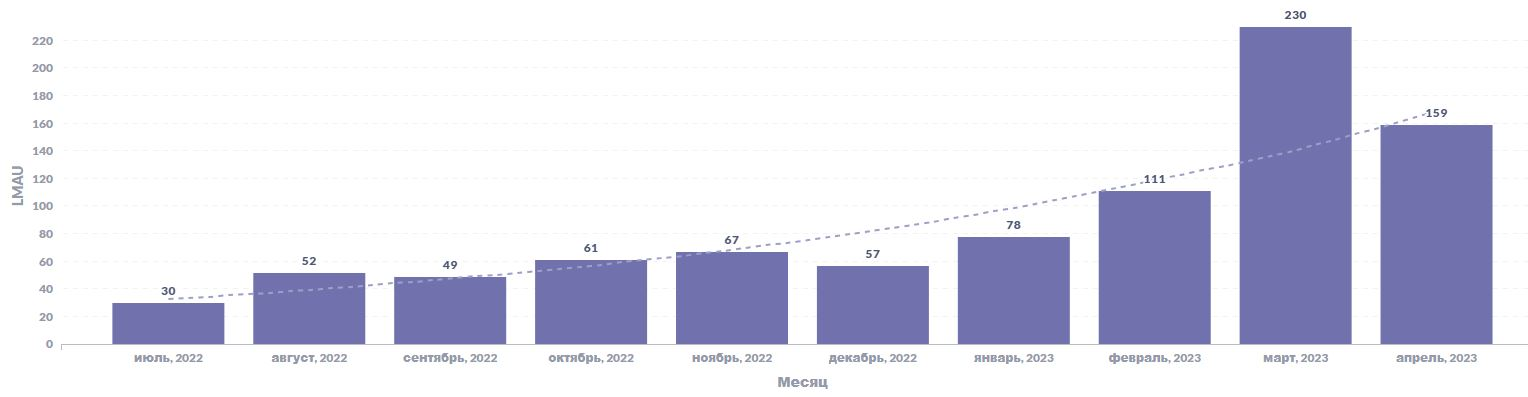 LMAU
220
200
180
160
140
120
100
80
60
40
20
0
30
52
49
61
67
57
78
111
230
159
июль, 2022
август, 2022
сентябрь, 2022
октябрь, 2022
ноябрь, 2022
декабрь, 2022
январь, 2023
февраль, 2023
март, 2023
апрель, 2023
Месяц